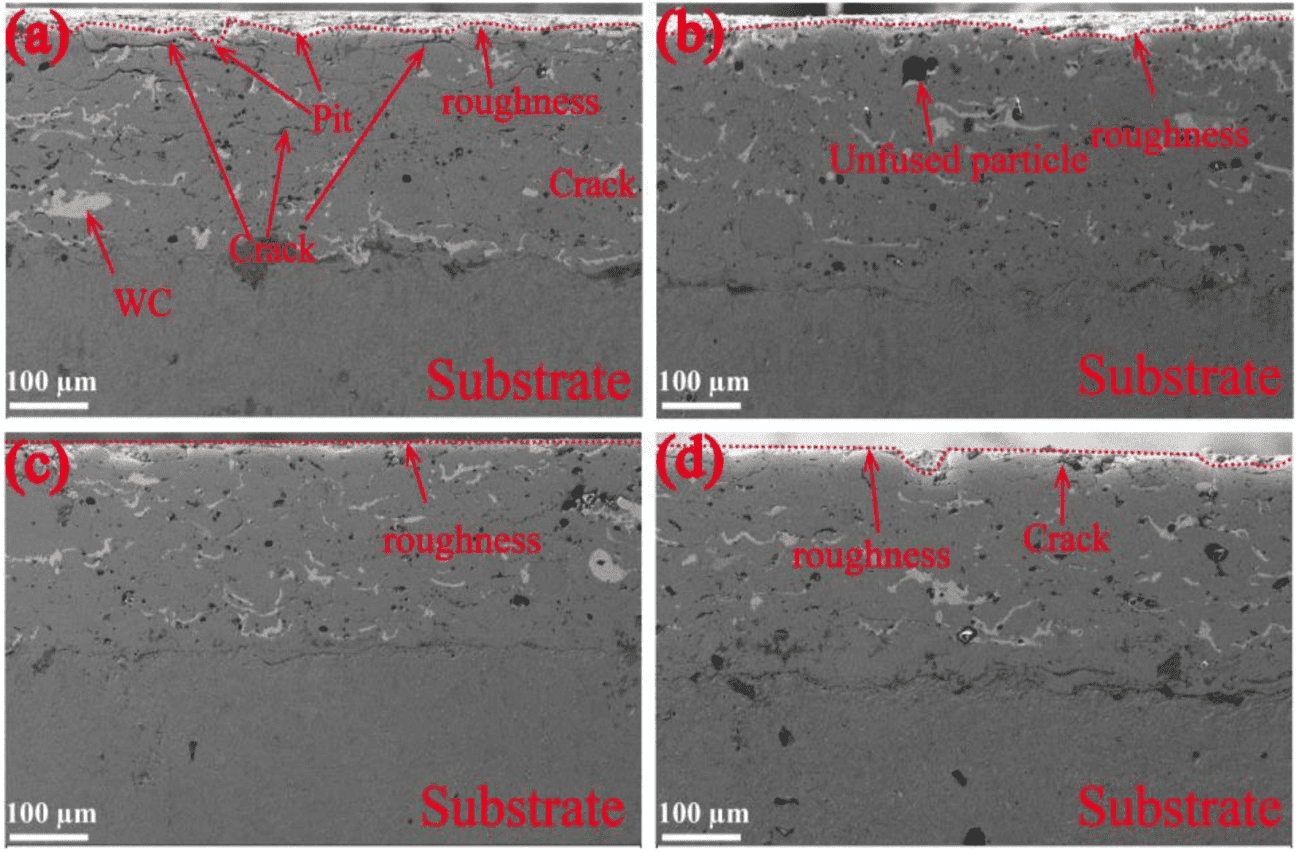 (a)
roughness
Pit
Crack
Crack
WC
Substrate
100 µm
(b)
roughness
Unfused particle
Substrate
100 µm
(c)
roughness
Substrate
100 µm
(d)
roughness
Crack
Substrate
100 µm